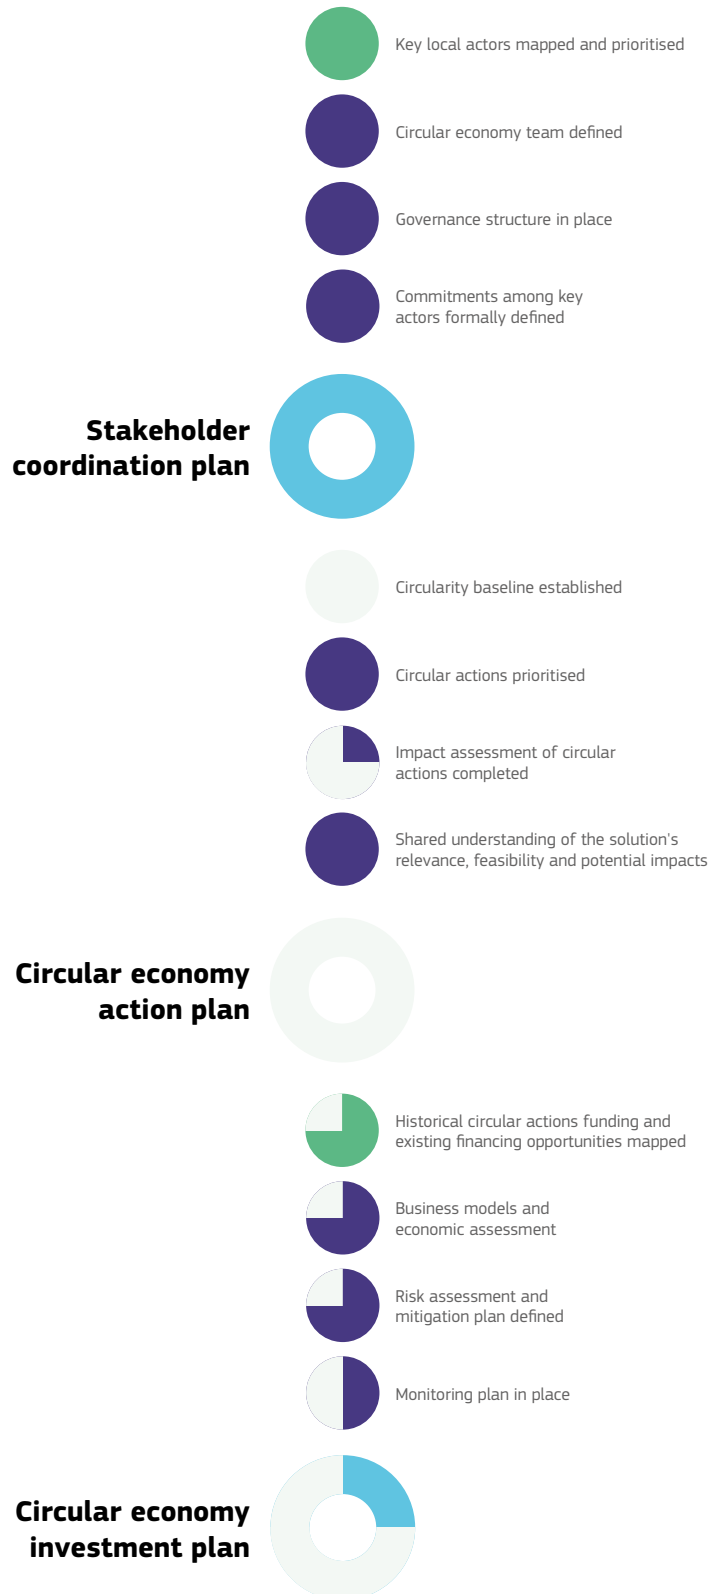 Key local actors mapped and prioritised
Circular economy team defined
Governance structure in place
Commitments among key
actors formally defined
Stakeholder
coordination plan
Circularity baseline established
Circular actions prioritised
Impact assessment of circular
actions completed
Shared understanding of the solution's
relevance, feasibility and potential impacts
Circular economy
action plan
Historical circular actions funding and
existing financing opportunities mapped
Business models and
economic assessment
Risk assessment and
mitigation plan defined
Monitoring plan in place
Circular economy
investment plan